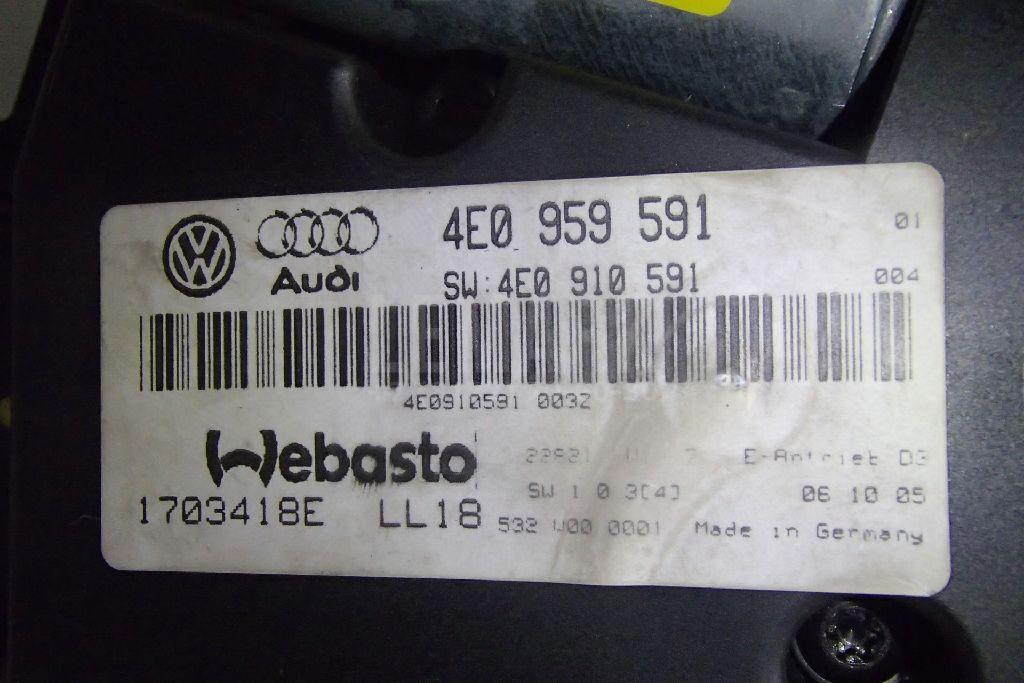 4E0 959 591 01
Audi SW:4E0 910 591 004
4E0910591 0032
Webasto E-Antrieb D3
SW 1 0 3[4] 06 10 05
1703418E LL18 532 W00 0001 Made in Germany